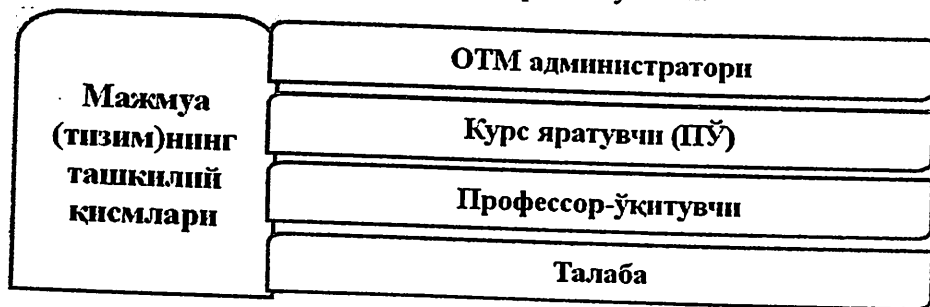 Мажмуа
(тизим)нинг
ташкилий
қисмлари
ОТМ администратори
Курс яратувчи (ПЎ)
Профессор-ўқитувчи
Талаба